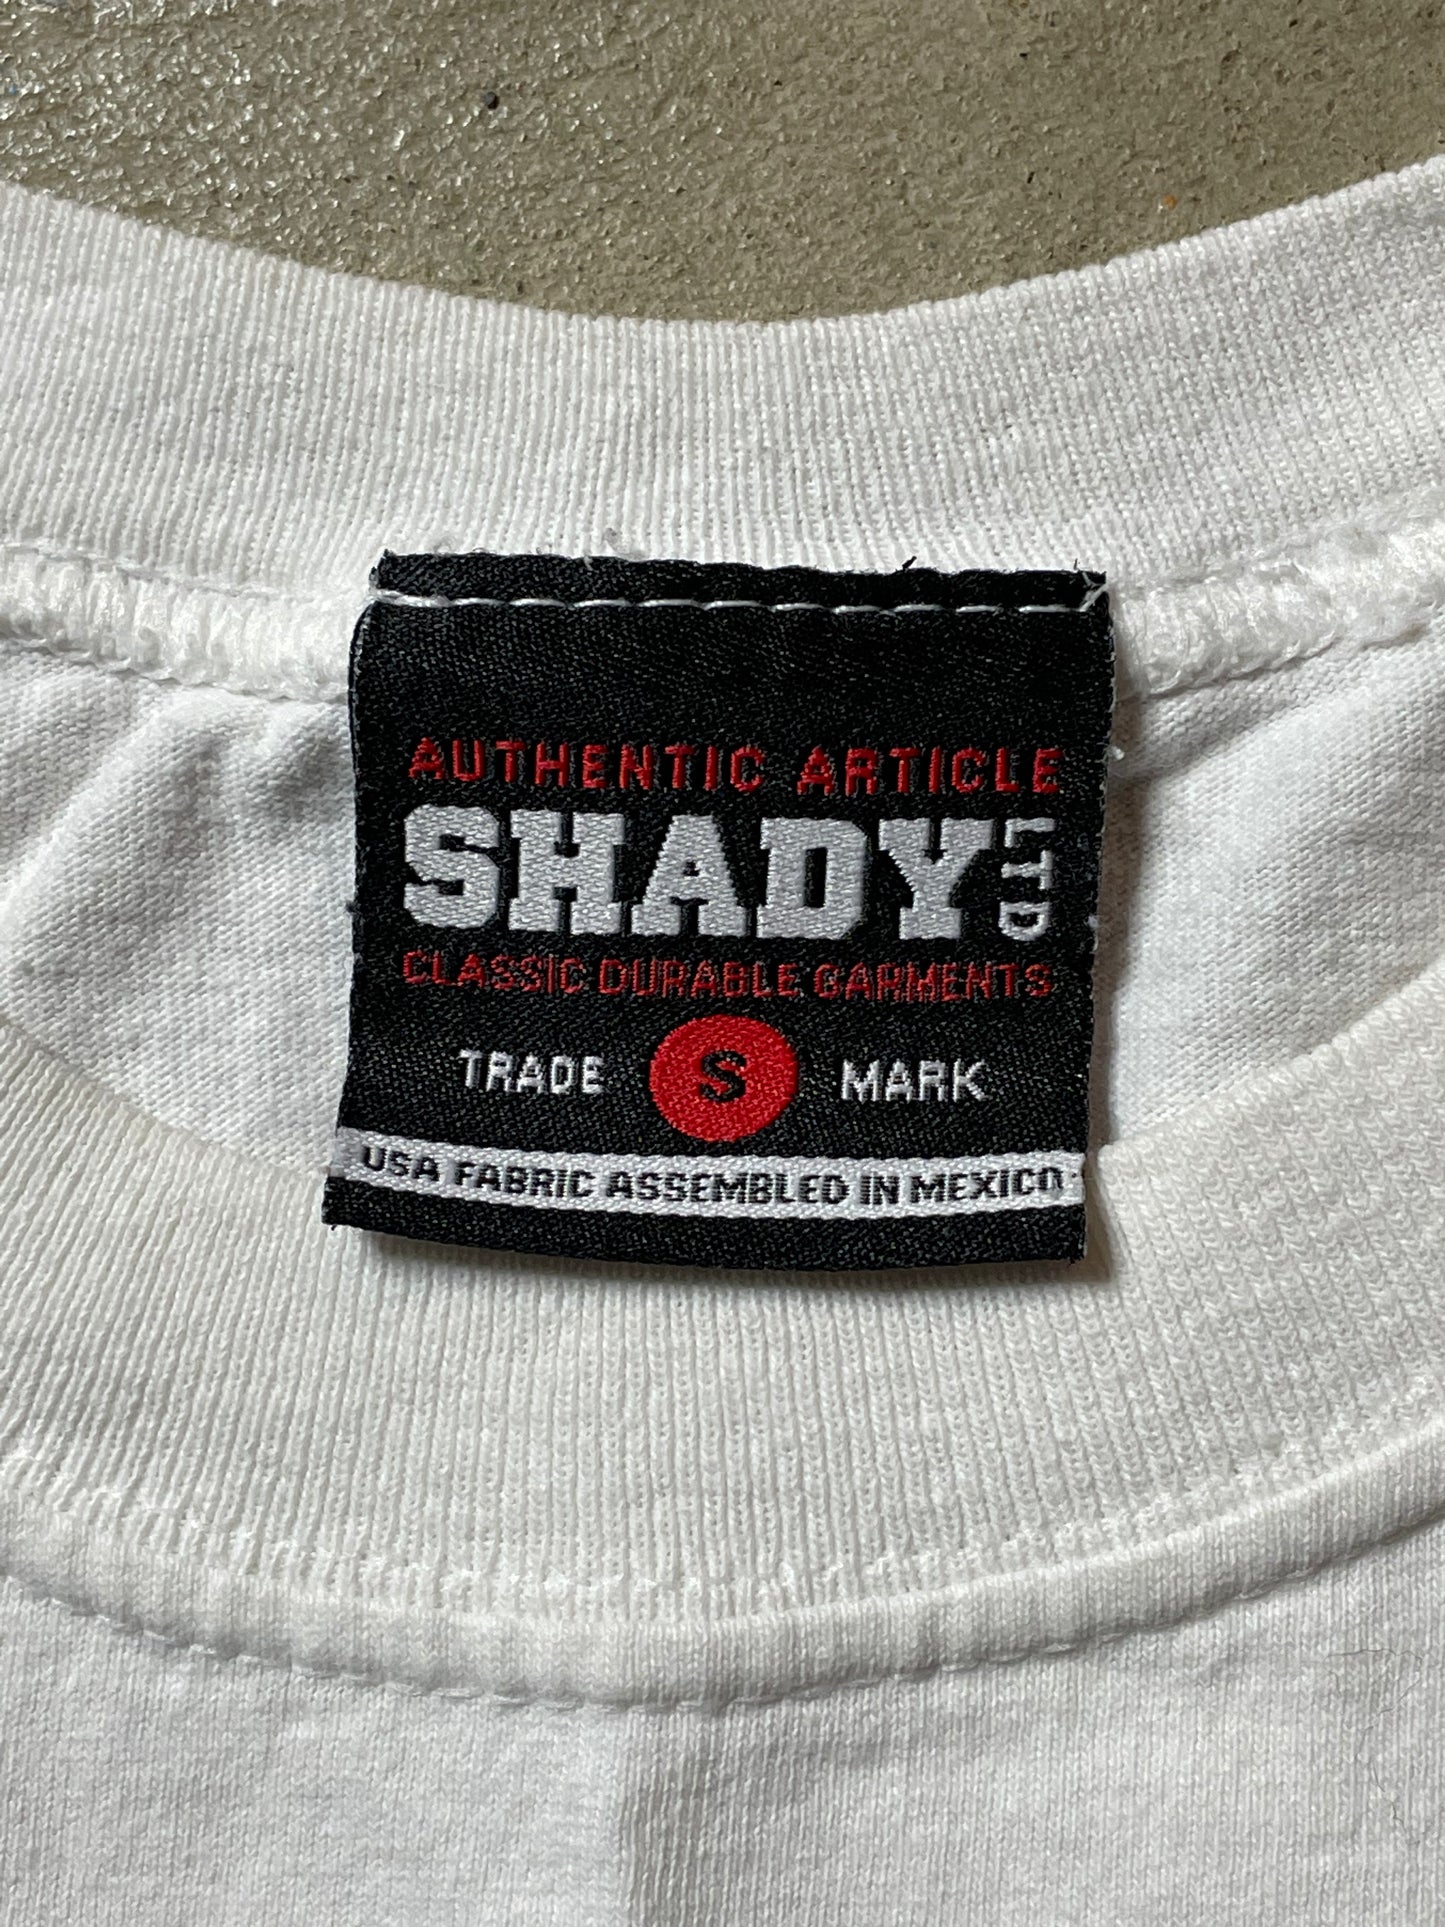 AUTHENTIC ARTICLE
SHADY LTD
CLASSIC DURABLE GARMENTS
TRADE S MARK
USA FABRIC ASSEMBLED IN MEXICO